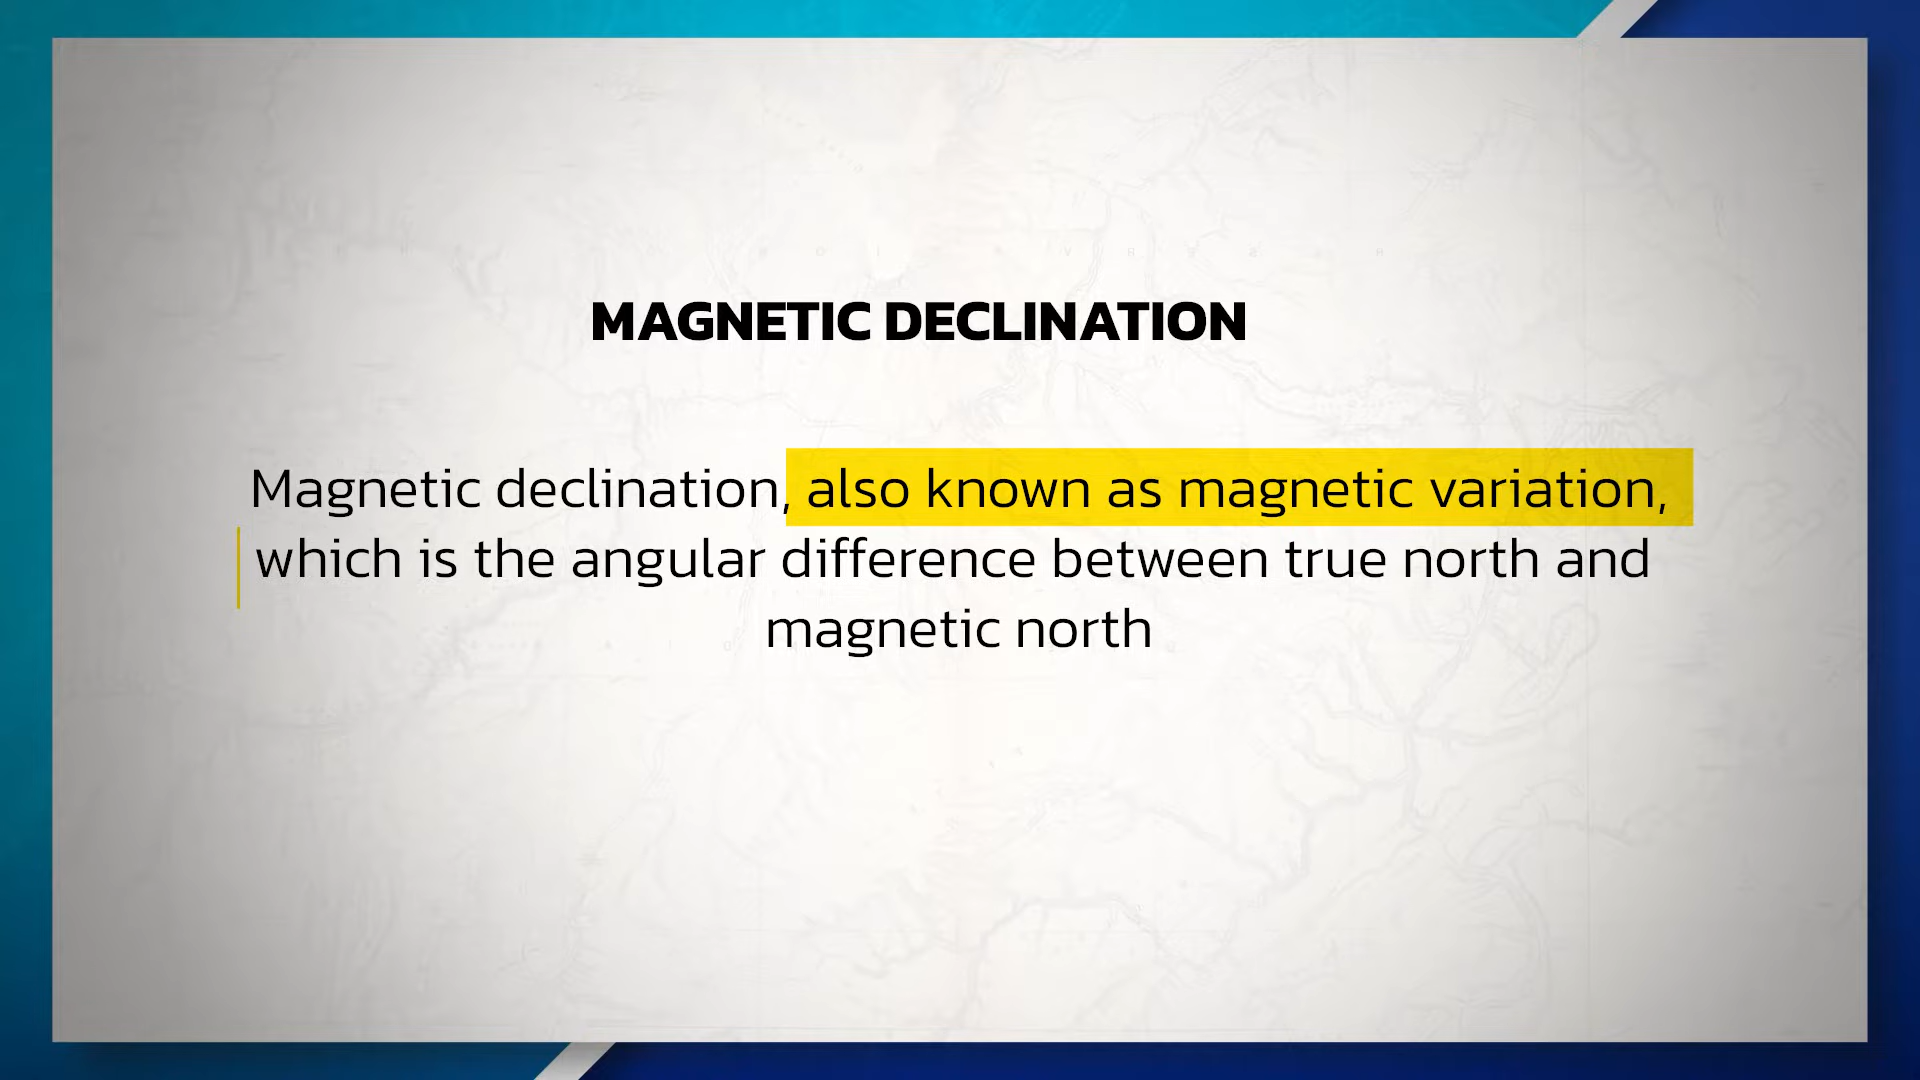 MAGNETIC DECLINATION
Magnetic declination, also known as magnetic variation,
which is the angular difference between true north and
magnetic north